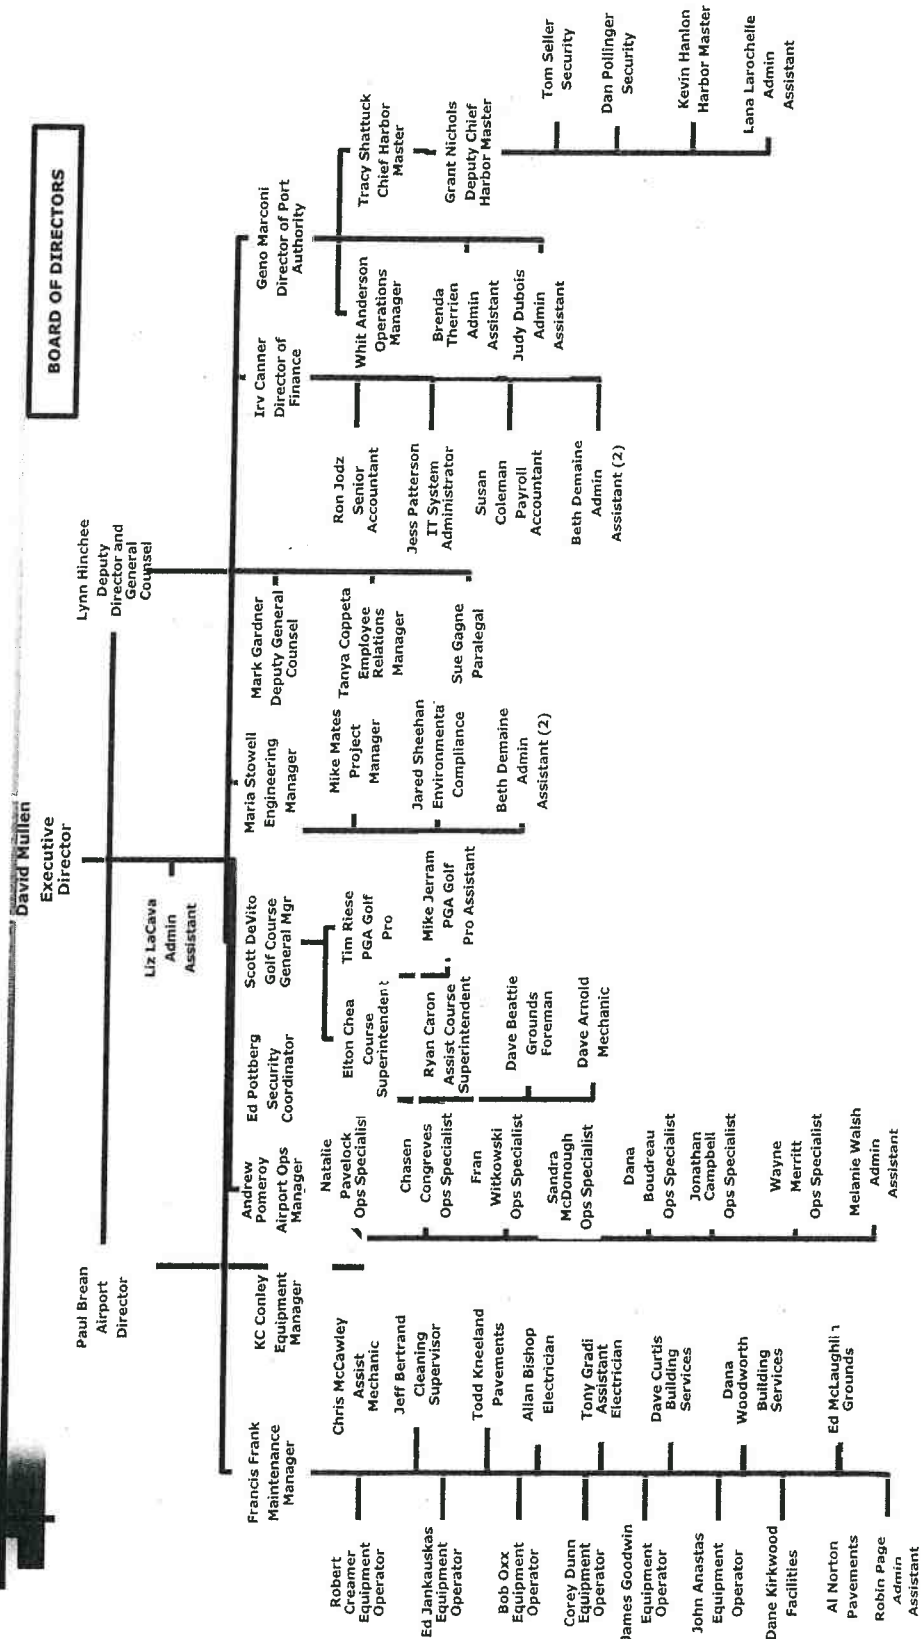 BOARD OF DIRECTORS
David Mullen
Executive
Director
Paul Brean
Airport
Director
Lynn Hinchee
Deputy
Director and
General
Counsel
Liz LaCava
Admin
Assistant
Francis Frank
Maintenance
Manager
KC Conley
Equipment
Manager
Andrew
Pomeroy
Airport Ops
Manager
Ed Pottberg
Security
Coordinator
Scott DeVito
Golf Course
General Mgr
Maria Stowell
Engineering
Manager
Mark Gardner
Deputy General
Counsel
Irv Canner
Director of
Finance
Geno Marconi
Director of Port
Authority
Robert
Creamer
Equipment
Operator
Ed Jankauskas
Equipment
Operator
Bob Oxx
Equipment
Operator
Corey Dunn
Equipment
Operator
James Goodwin
Equipment
Operator
John Anastas
Equipment
Operator
Dane Kirkwood
Facilities
Al Norton
Pavements
Robin Page
Admin
Assistant
Chris McCawley
Assist
Mechanic
Jeff Bertrand
Cleaning
Supervisor
Todd Kneeland
Pavements
Allan Bishop
Electrician
Tony Gradi
Assistant
Electrician
Dave Curtis
Building
Services
Dana
Woodworth
Building
Services
Ed McLaughlin
Grounds
Natalie
Pavelock
Ops Specialist
Chasen
Congreves
Ops Specialist
Fran
Witkowski
Ops Specialist
Sandra
McDonough
Ops Specialist
Dana
Boudreau
Ops Specialist
Jonathan
Campbell
Ops Specialist
Wayne
Merritt
Ops Specialist
Melanie Walsh
Admin
Assistant
Elton Chea
Course
Superintendent
Ryan Caron
Assist Course
Superintendent
Dave Beattie
Grounds
Foreman
Dave Arnold
Mechanic
Tim Riese
PGA Golf
Pro
Mike Jerram
PGA Golf
Pro Assistant
Mike Mates
Project
Manager
Jared Sheehan
Environmental
Compliance
Beth Demaine
Admin
Assistant (2)
Tanya Coppeta
Employee
Relations
Manager
Sue Gagne
Paralegal
Ron Jodz
Senior
Accountant
Jess Patterson
IT System
Administrator
Susan
Coleman
Payroll
Accountant
Beth Demaine
Admin
Assistant (2)
Whit Anderson
Operations
Manager
Brenda
Therrien
Admin
Assistant
Judy Dubois
Admin
Assistant
Tracy Shattuck
Chief Harbor
Master
Grant Nichols
Deputy Chief
Harbor Master
Tom Seller
Security
Dan Pollinger
Security
Kevin Hanlon
Harbor Master
Lana Larochelle
Admin
Assistant